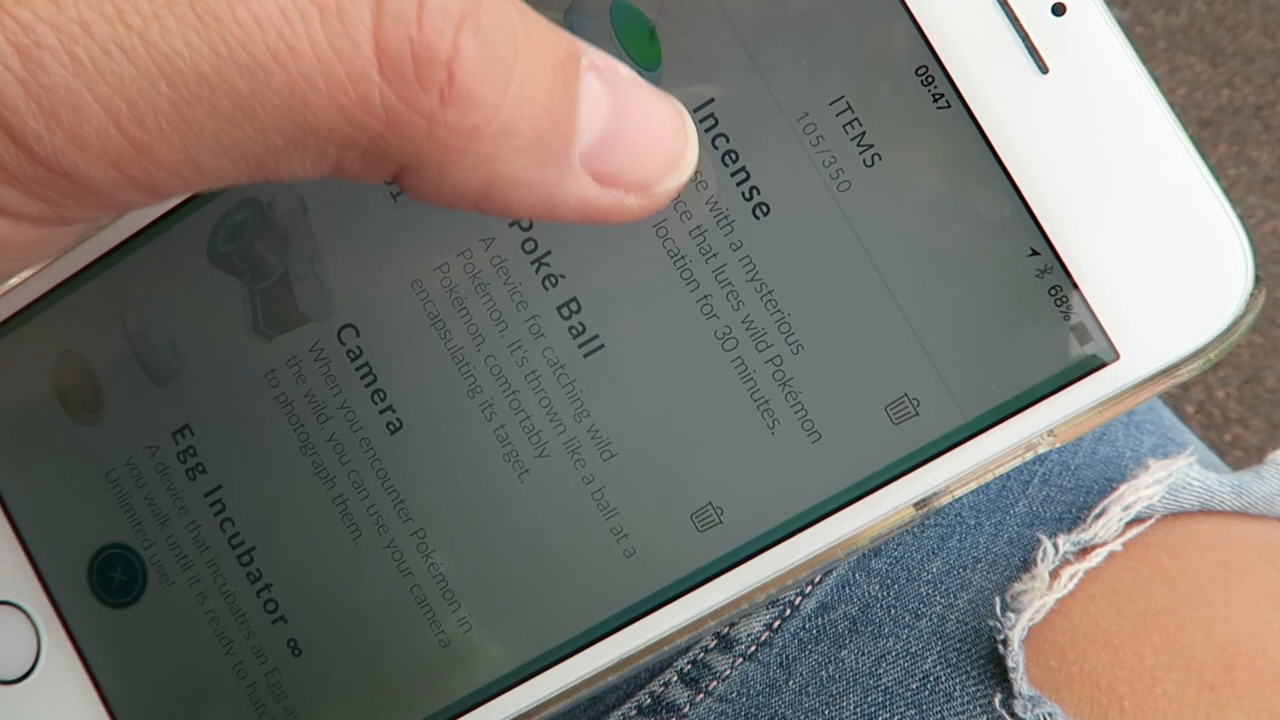 09:47
68%
ITEMS
105/350
Incense
with a mysterious
that lures wild Pokémon
location for 30 minutes.
Poké Ball
A device for catching wild
Pokémon. It's thrown like a ball at a
Pokémon, comfortably
encapsulating its target.
Camera
When you encounter Pokémon in
the wild, you can use your camera
to photograph them.
Egg Incubator ∞
A device that incubates an Egg as
you walk until it is ready to hatch.
Unlimited use!